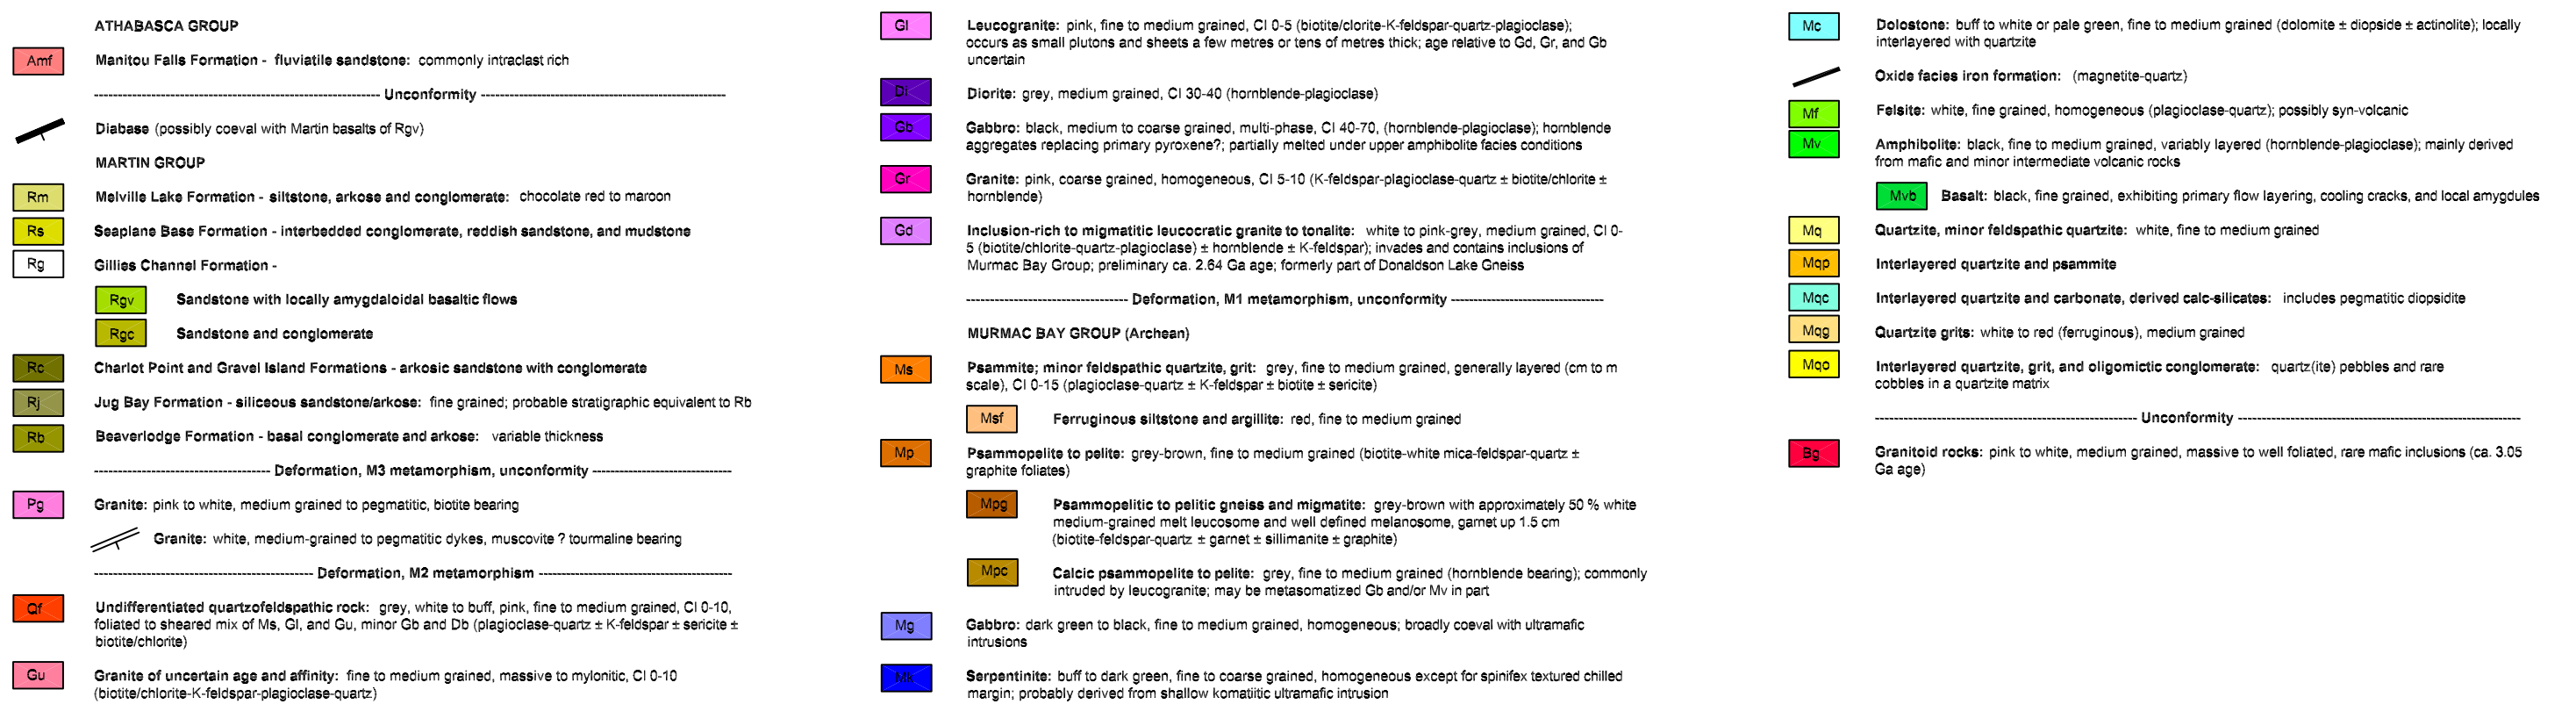 ATHABASCA GROUP
Amf Manitou Falls Formation - fluviatile sandstone: commonly intraclast rich
Unconformity
Diabase (possibly coeval with Martin basalts of Rgv)
MARTIN GROUP
Rm Melville Lake Formation - siltstone, arkose and conglomerate: chocolate red to maroon
Rs Seaplane Base Formation - interbedded conglomerate, reddish sandstone, and mudstone
Rg Gillies Channel Formation -
Rgv Sandstone with locally amygdaloidal basaltic flows
Rgc Sandstone and conglomerate
Rc Charlot Point and Gravel Island Formations - arkosic sandstone with conglomerate
Rj Jug Bay Formation - siliceous sandstone/arkose: fine grained; probable stratigraphic equivalent to Rb
Rb Beaverlodge Formation - basal conglomerate and arkose: variable thickness
Deformation, M3 metamorphism, unconformity
Pg Granite: pink to white, medium grained to pegmatitic, biotite bearing
Granite: white, medium-grained to pegmatitic dykes, muscovite ? tourmaline bearing
Deformation, M2 metamorphism
Qf Undifferentiated quartzofeldspathic rock: grey, white to buff, pink, fine to medium grained, CI 0-10,
foliated to sheared mix of Ms, Gl, and Gu, minor Gb and Db (plagioclase-quartz ± K-feldspar ± sericite ±
biotite/chlorite)
Gu Granite of uncertain age and affinity: fine to medium grained, massive to mylonitic, CI 0-10
(biotite/chlorite-K-feldspar-plagioclase-quartz)
Gl Leucogranite: pink, fine to medium grained, CI 0-5 (biotite/clorite-K-feldspar-quartz-plagioclase);
occurs as small plutons and sheets a few metres or tens of metres thick; age relative to Gd, Gr, and Gb
uncertain
Di Diorite: grey, medium grained, CI 30-40 (hornblende-plagioclase)
Gb Gabbro: black, medium to coarse grained, multi-phase, CI 40-70, (hornblende-plagioclase); hornblende
aggregates replacing primary pyroxene?; partially melted under upper amphibolite facies conditions
Gr Granite: pink, coarse grained, homogeneous, CI 5-10 (K-feldspar-plagioclase-quartz ± biotite/chlorite ±
hornblende)
Gd Inclusion-rich to migmatitic leucocratic granite to tonalite: white to pink-grey, medium grained, CI 0-
5 (biotite/chlorite-quartz-plagioclase) ± hornblende ± K-feldspar); invades and contains inclusions of
Murmac Bay Group; preliminary ca. 2.64 Ga age; formerly part of Donaldson Lake Gneiss
Deformation, M1 metamorphism, unconformity
MURMAC BAY GROUP (Archean)
Ms Psammite; minor feldspathic quartzite, grit: grey, fine to medium grained, generally layered (cm to m
scale), CI 0-15 (plagioclase-quartz ± K-feldspar ± biotite ± sericite)
Msf Ferruginous siltstone and argillite: red, fine to medium grained
Mp Psammopelite to pelite: grey-brown, fine to medium grained (biotite-white mica-feldspar-quartz ±
graphite foliates)
Mpg Psammopelitic to pelitic gneiss and migmatite: grey-brown with approximately 50 % white
medium-grained melt leucosome and well defined melanosome, garnet up 1.5 cm
(biotite-feldspar-quartz ± garnet ± sillimanite ± graphite)
Mpc Calcic psammopelite to pelite: grey, fine to medium grained (hornblende bearing); commonly
intruded by leucogranite; may be metasomatized Gb and/or Mv in part
Mg Gabbro: dark green to black, fine to medium grained, homogeneous; broadly coeval with ultramafic
intrusions
Mk Serpentinite: buff to dark green, fine to coarse grained, homogeneous except for spinifex textured chilled
margin; probably derived from shallow komatiitic ultramafic intrusion
Mc Dolostone: buff to white or pale green, fine to medium grained (dolomite ± diopside ± actinolite); locally
interlayered with quartzite
Oxide facies iron formation: (magnetite-quartz)
Mf Felsite: white, fine grained, homogeneous (plagioclase-quartz); possibly syn-volcanic
Mv Amphibolite: black, fine to medium grained, variably layered (hornblende-plagioclase); mainly derived
from mafic and minor intermediate volcanic rocks
Mvb Basalt: black, fine grained, exhibiting primary flow layering, cooling cracks, and local amygdules
Mq Quartzite, minor feldspathic quartzite: white, fine to medium grained
Mqp Interlayered quartzite and psammite
Mqc Interlayered quartzite and carbonate, derived calc-silicates: includes pegmatitic diopsidite
Mqg Quartzite grits: white to red (ferruginous), medium grained
Mqo Interlayered quartzite, grit, and oligomictic conglomerate: quartz(ite) pebbles and rare
cobbles in a quartzite matrix
Unconformity
Bg Granitoid rocks: pink to white, medium grained, massive to well foliated, rare mafic inclusions (ca. 3.05
Ga age)